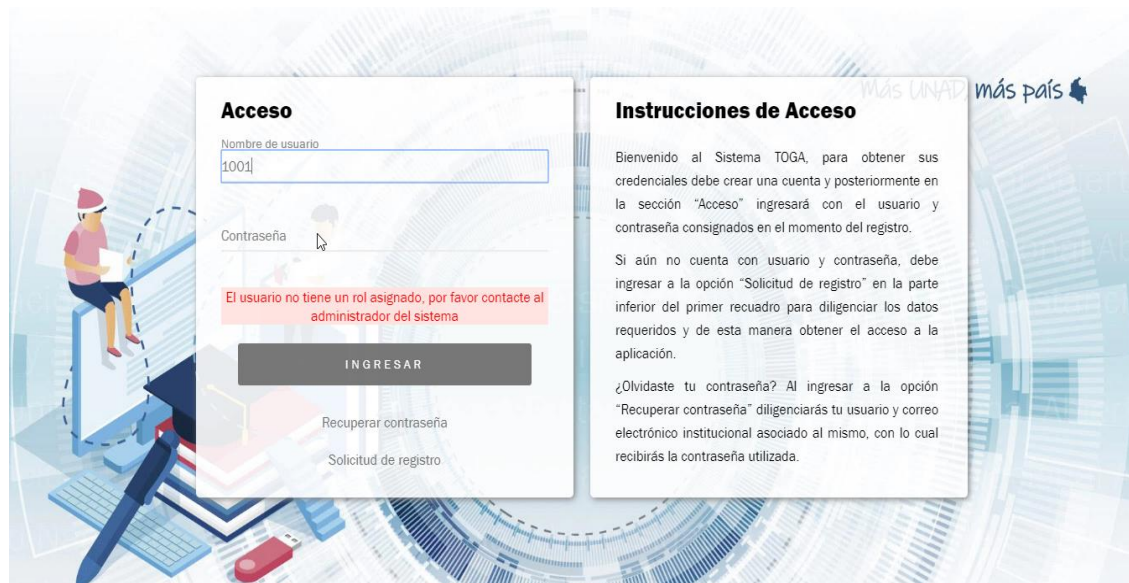 Más UNAD, más país
Acceso
Nombre de usuario
1001
Contraseña
El usuario no tiene un rol asignado, por favor contacte al
administrador del sistema
INGRESAR
Recuperar contraseña
Solicitud de registro
Instrucciones de Acceso
Bienvenido al Sistema TOGA, para obtener sus
credenciales debe crear una cuenta y posteriormente en
la sección “Acceso” ingresará con el usuario y
contraseña consignados en el momento del registro.
Si aún no cuenta con usuario y contraseña, debe
ingresar a la opción “Solicitud de registro” en la parte
inferior del primer recuadro para diligenciar los datos
requeridos y de esta manera obtener el acceso a la
aplicación.
¿Olvidaste tu contraseña? Al ingresar a la opción
“Recuperar contraseña” diligenciarás tu usuario y correo
electrónico institucional asociado al mismo, con lo cual
recibirás la contraseña utilizada.